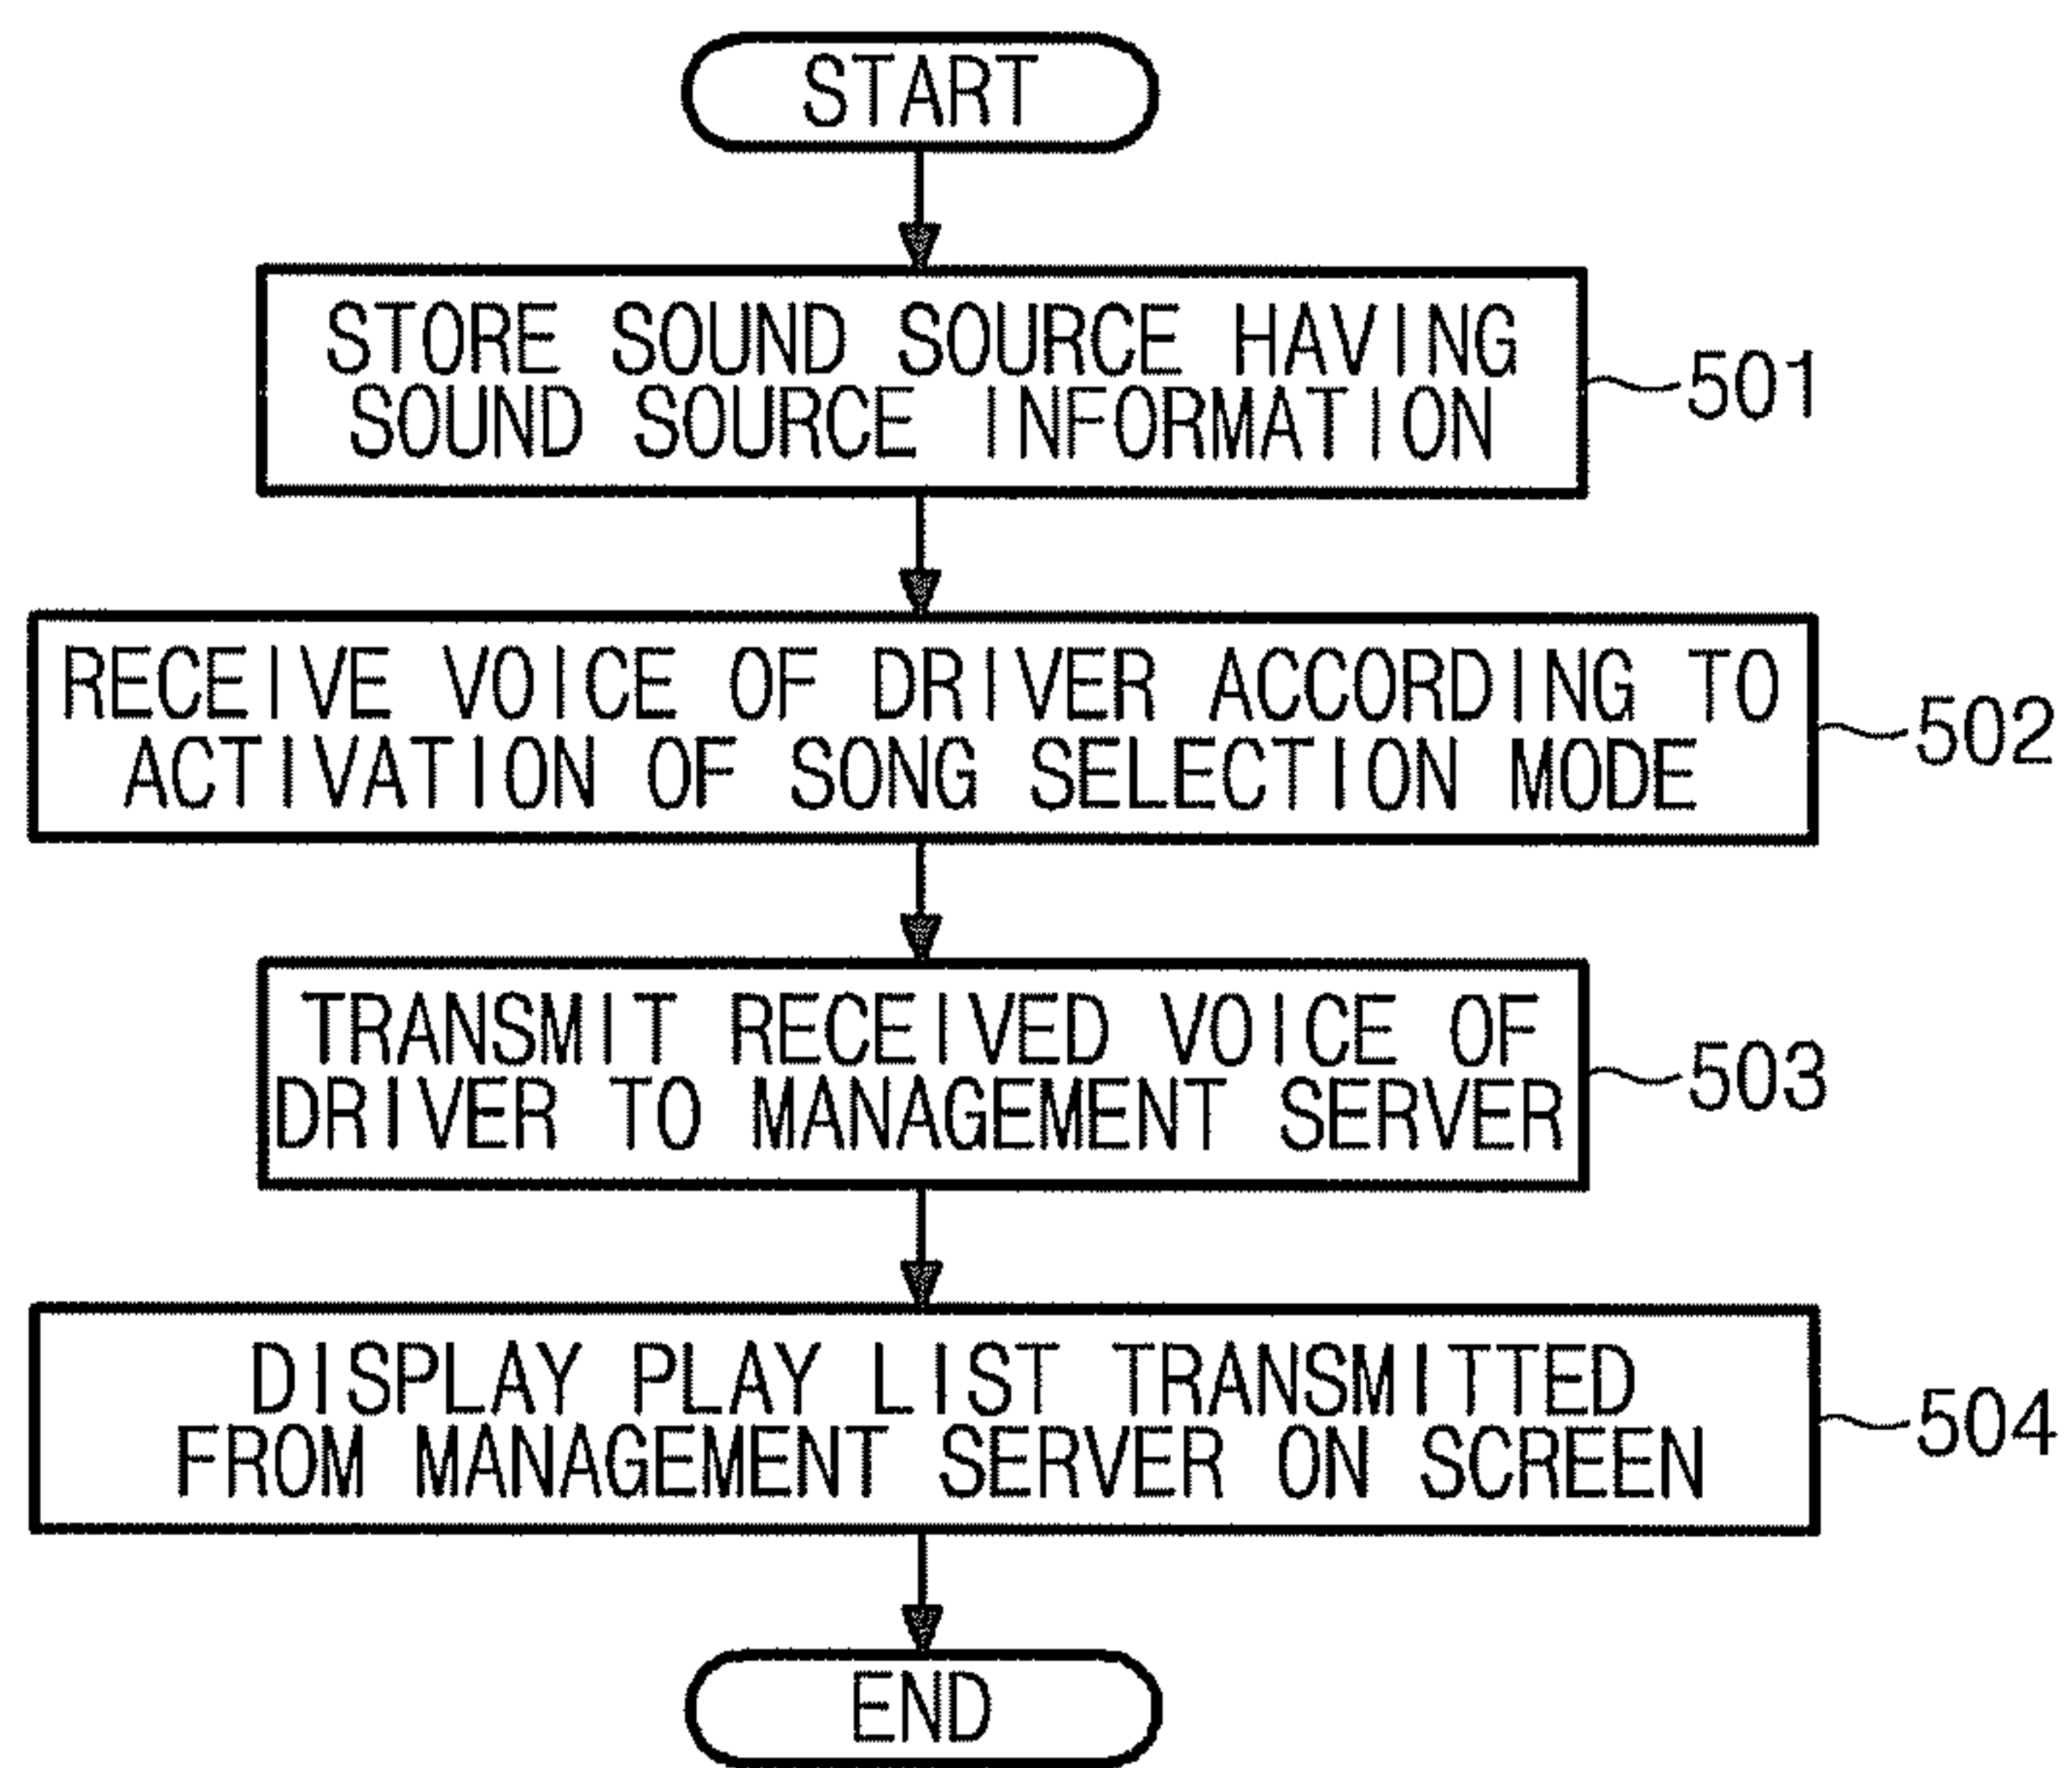 START
STORE SOUND SOURCE HAVING
SOUND SOURCE INFORMATION
501
RECEIVE VOICE OF DRIVER ACCORDING TO
ACTIVATION OF SONG SELECTION MODE
502
TRANSMIT RECEIVED VOICE OF
DRIVER TO MANAGEMENT SERVER
503
DISPLAY PLAY LIST TRANSMITTED
FROM MANAGEMENT SERVER ON SCREEN
504
END